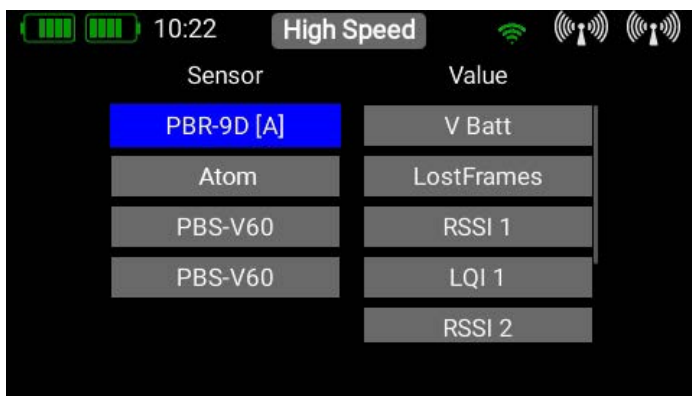 10:22 High Speed
Sensor Value
PBR-9D [A] V Batt
Atom LostFrames
PBS-V60 RSSI 1
PBS-V60 LQI 1
RSSI 2